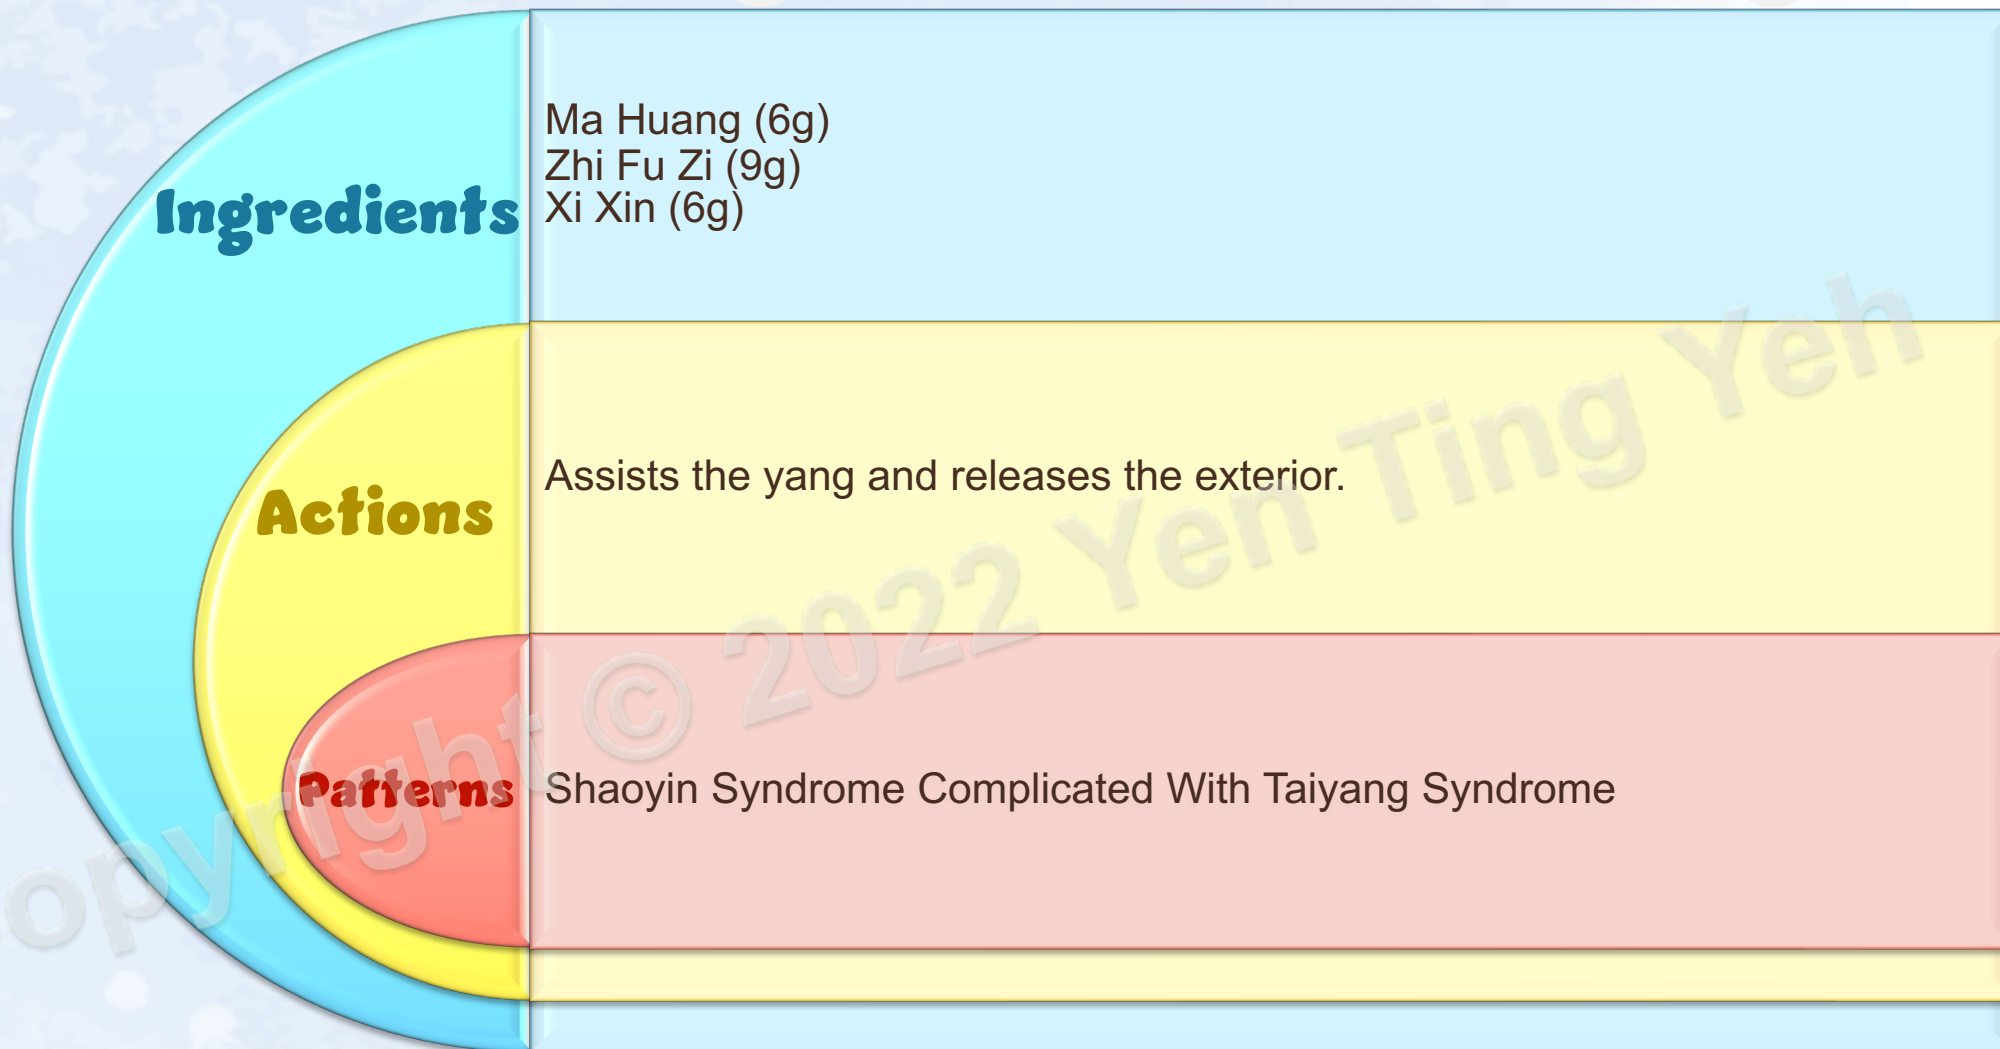 Ingredients
Ma Huang (6g)
Zhi Fu Zi (9g)
Xi Xin (6g)
Actions
Assists the yang and releases the exterior.
Patterns
Shaoyin Syndrome Complicated With Taiyang Syndrome
opyright © 2022 Yen Ting Yeh